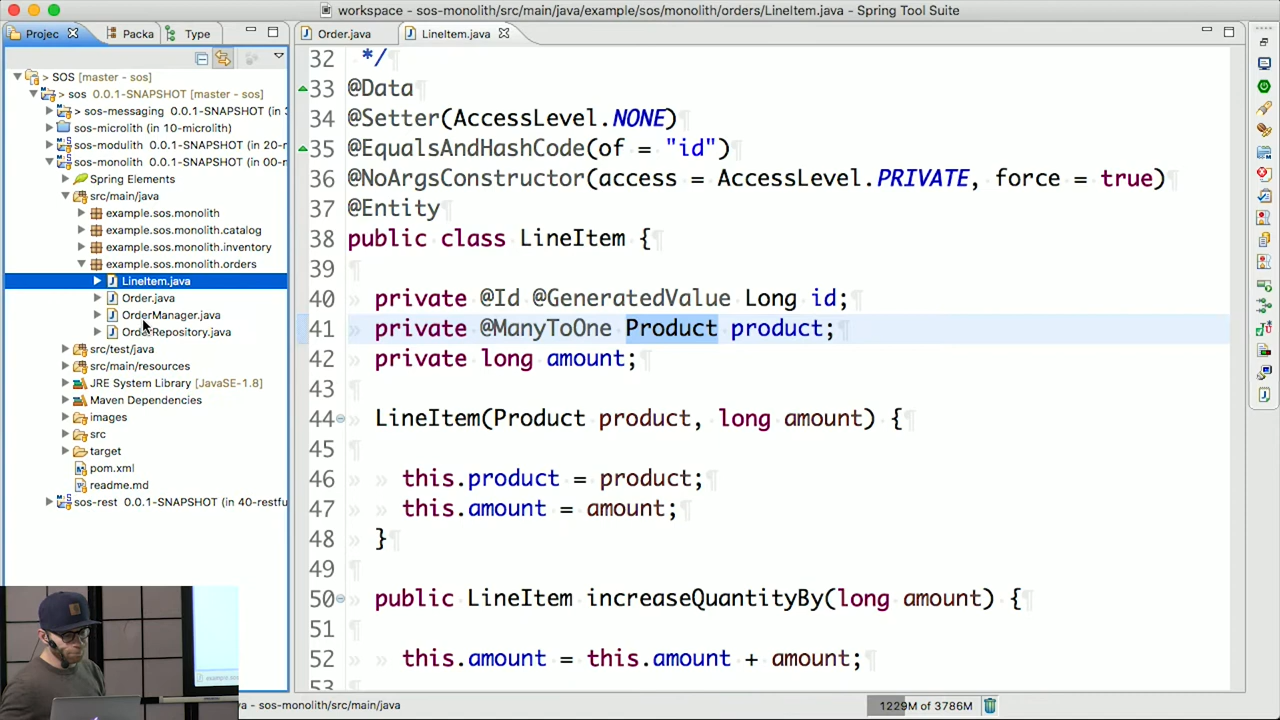 workspace - sos-monolith/src/main/java/example/sos/monolith/orders/LineItem.java - Spring Tool Suite
Projec
Packa
Type
Order.java
LineItem.java
> SOS [master - sos]
> sos 0.0.1-SNAPSHOT [master - sos]
> sos-messaging 0.0.1-SNAPSHOT (in 3
sos-microlith (in 10-microlith)
sos-modulith 0.0.1-SNAPSHOT (in 20-m
sos-monolith 0.0.1-SNAPSHOT (in 00-m
Spring Elements
src/main/java
example.sos.monolith
example.sos.monolith.catalog
example.sos.monolith.inventory
example.sos.monolith.orders
LineItem.java
Order.java
OrderManager.java
OrderRepository.java
src/test/java
src/main/resources
JRE System Library [JavaSE-1.8]
Maven Dependencies
images
src
target
pom.xml
readme.md
sos-rest 0.0.1-SNAPSHOT (in 40-restfu
32 */
33 @Data
34 @Setter(AccessLevel.NONE)
35 @EqualsAndHashCode(of = "id")
36 @NoArgsConstructor(access = AccessLevel.PRIVATE, force = true)
37 @Entity
38 public class LineItem {
39
40 private @Id @GeneratedValue Long id;
41 private @ManyToOne Product product;
42 private long amount;
43
44 LineItem(Product product, long amount) {
45
46 this.product = product;
47 this.amount = amount;
48 }
49
50 public LineItem increaseQuantityBy(long amount) {
51
52 this.amount = this.amount + amount;
53
a - sos-monolith/src/main/java
1229M of 3786M